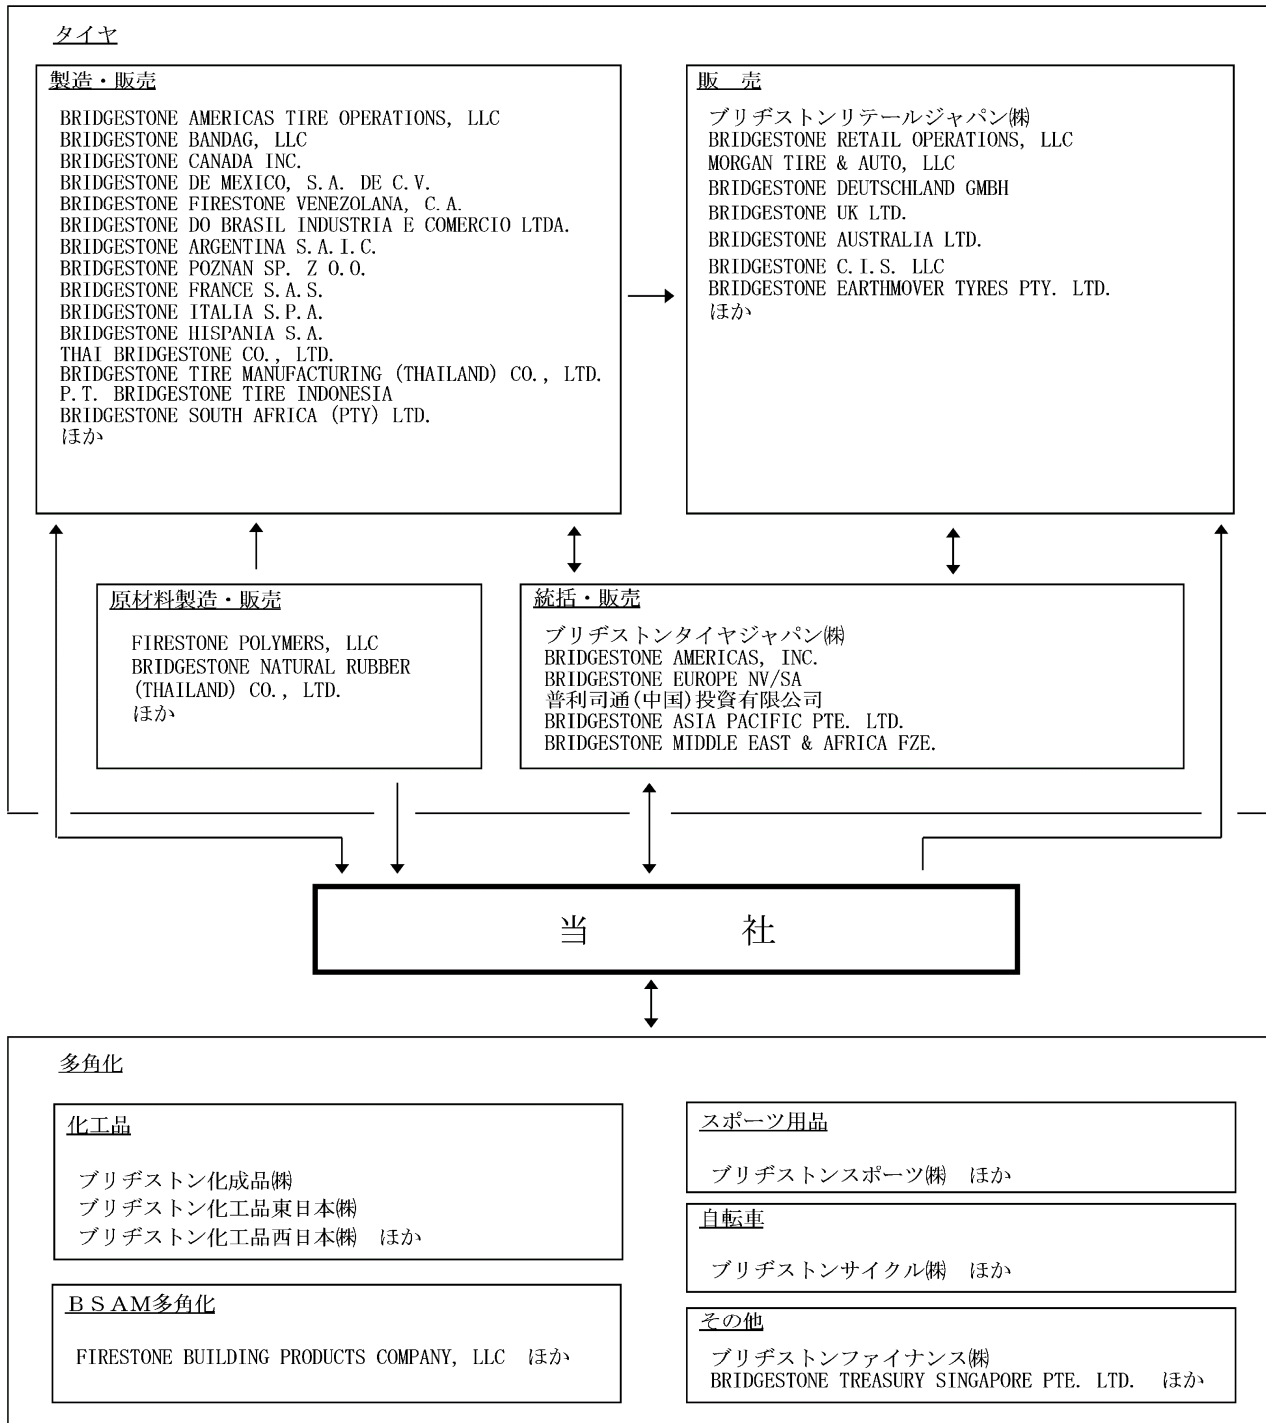 タイヤ
製造・販売
BRIDGESTONE AMERICAS TIRE OPERATIONS, LLC
BRIDGESTONE BANDAG, LLC
BRIDGESTONE CANADA INC.
BRIDGESTONE DE MEXICO, S.A. DE C.V.
BRIDGESTONE FIRESTONE VENEZOLANA, C.A.
BRIDGESTONE DO BRASIL INDUSTRIA E COMERCIO LTDA.
BRIDGESTONE ARGENTINA S.A.I.C.
BRIDGESTONE POZNAN SP. Z O.O.
BRIDGESTONE FRANCE S.A.S.
BRIDGESTONE ITALIA S.P.A.
BRIDGESTONE HISPANIA S.A.
THAI BRIDGESTONE CO., LTD.
BRIDGESTONE TIRE MANUFACTURING (THAILAND) CO., LTD.
P.T. BRIDGESTONE TIRE INDONESIA
BRIDGESTONE SOUTH AFRICA (PTY) LTD.
ほか
販　売
ブリヂストンリテールジャパン㈱
BRIDGESTONE RETAIL OPERATIONS, LLC
MORGAN TIRE & AUTO, LLC
BRIDGESTONE DEUTSCHLAND GMBH
BRIDGESTONE UK LTD.
BRIDGESTONE AUSTRALIA LTD.
BRIDGESTONE C.I.S. LLC
BRIDGESTONE EARTHMOVER TYRES PTY. LTD.
ほか
原材料製造・販売
FIRESTONE POLYMERS, LLC
BRIDGESTONE NATURAL RUBBER
(THAILAND) CO., LTD.
ほか
統括・販売
ブリヂストンタイヤジャパン㈱
BRIDGESTONE AMERICAS, INC.
BRIDGESTONE EUROPE NV/SA
普利司通(中国)投資有限公司
BRIDGESTONE ASIA PACIFIC PTE. LTD.
BRIDGESTONE MIDDLE EAST & AFRICA FZE.
当　　　社
多角化
化工品
ブリヂストン化成品㈱
ブリヂストン化工品東日本㈱
ブリヂストン化工品西日本㈱　ほか
ＢＳＡＭ多角化
FIRESTONE BUILDING PRODUCTS COMPANY, LLC　ほか
スポーツ用品
ブリヂストンスポーツ㈱　ほか
自転車
ブリヂストンサイクル㈱　ほか
その他
ブリヂストンファイナンス㈱
BRIDGESTONE TREASURY SINGAPORE PTE. LTD.　ほか